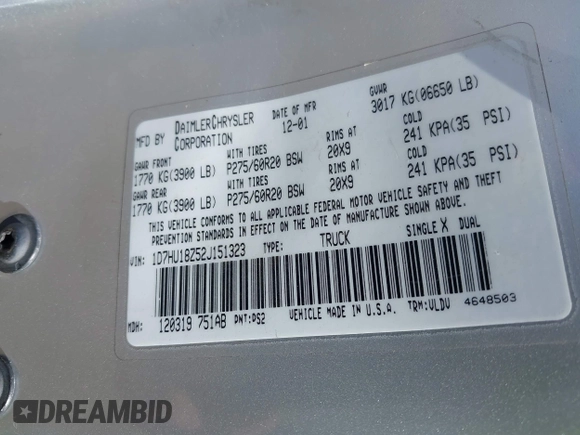 MFD BY DAIMLERCHRYSLER CORPORATION
DATE OF MFR 12-01
GVWR 3017 KG(06650 LB)
GAWR FRONT WITH TIRES RIMS AT COLD
1770 KG(3900 LB) P275/60R20 BSW 20X9 241 KPA(35 PSI)
GAWR REAR WITH TIRES RIMS AT COLD
1770 KG(3900 LB) P275/60R20 BSW 20X9 241 KPA(35 PSI)
THIS VEHICLE CONFORMS TO ALL APPLICABLE FEDERAL MOTOR VEHICLE SAFETY AND THEFT
PREVENTION STANDARDS IN EFFECT ON THE DATE OF MANUFACTURE SHOWN ABOVE.
VIN: 1D7HU18Z52J151323 TYPE: TRUCK SINGLE X DUAL
MDH: 120319 751AB PNT:PS2 VEHICLE MADE IN U.S.A. TRM:VLDV 4648503
DREAMBID